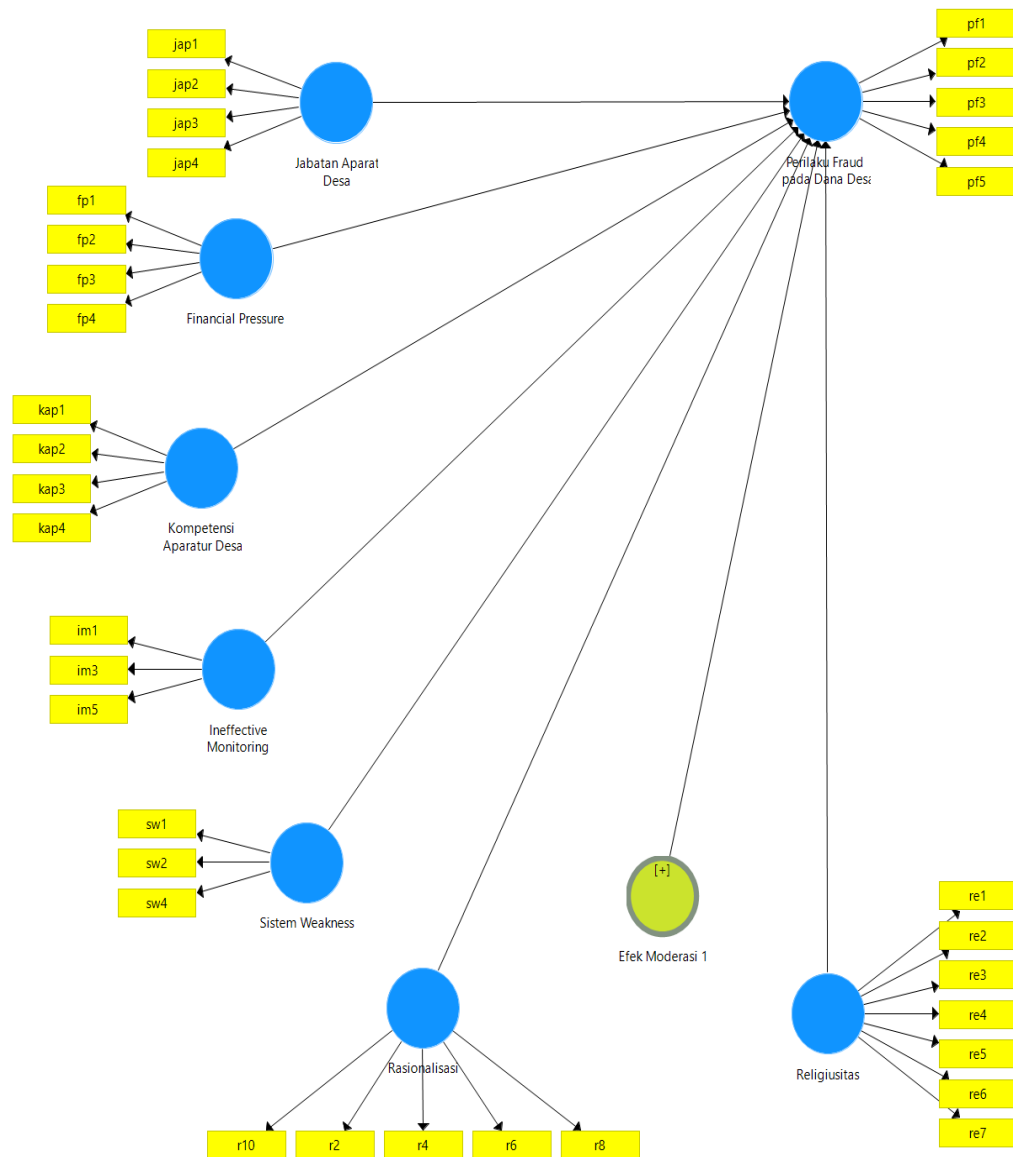 jap1
jap2
jap3
jap4
Jabatan Aparat
Desa
pf1
pf2
pf3
pf4
pf5
Perilaku Fraud
pada Dana Desa
fp1
fp2
fp3
fp4
Financial Pressure
kap1
kap2
kap3
kap4
Kompetensi
Aparatur Desa
im1
im3
im5
Ineffective
Monitoring
sw1
sw2
sw4
Sistem Weakness
[+]
Efek Moderasi 1
Rasionalisasi
r10
r2
r4
r6
r8
re1
re2
re3
re4
re5
re6
re7
Religiusitas